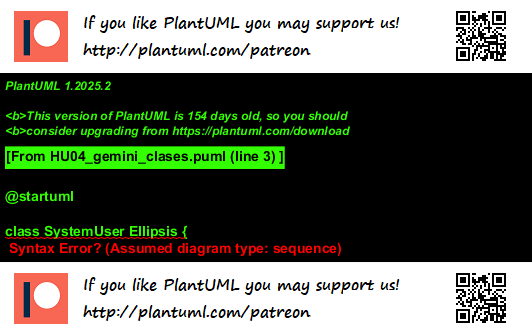 If you like PlantUML you may support us!
http://plantuml.com/patreon
PlantUML 1.2025.2
<b>This version of PlantUML is 154 days old, so you should
<b>consider upgrading from https://plantuml.com/download
[From HU04_gemini_clases.puml (line 3) ]
@startuml
class SystemUser Ellipsis {
Syntax Error? (Assumed diagram type: sequence)
If you like PlantUML you may support us!
http://plantuml.com/patreon